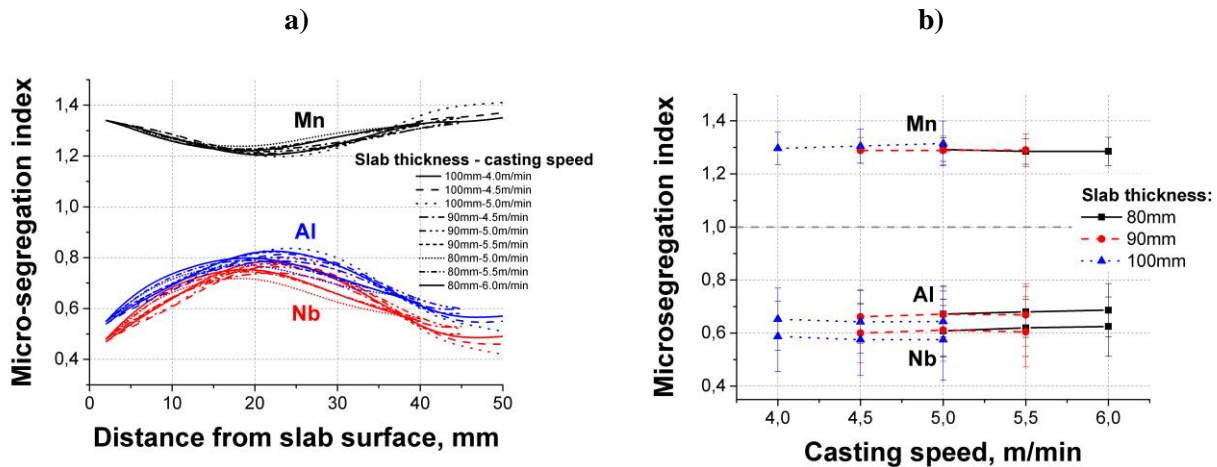 a)
Micro-segregation index
1,4
1,2
1,0
0,8
0,6
0,4
Mn
Al
Nb
Slab thickness - casting speed
100mm-4.0m/min
100mm-4.5m/min
100mm-5.0m/min
90mm-4.5m/min
90mm-5.0m/min
90mm-5.5m/min
80mm-5.0m/min
80mm-5.5m/min
80mm-6.0m/min
0 10 20 30 40 50
Distance from slab surface, mm
b)
Microsegregation index
1,4
1,2
1,0
0,8
0,6
0,4
Mn
Al
Nb
Slab thickness:
80mm
90mm
100mm
4,0 4,5 5,0 5,5 6,0
Casting speed, m/min